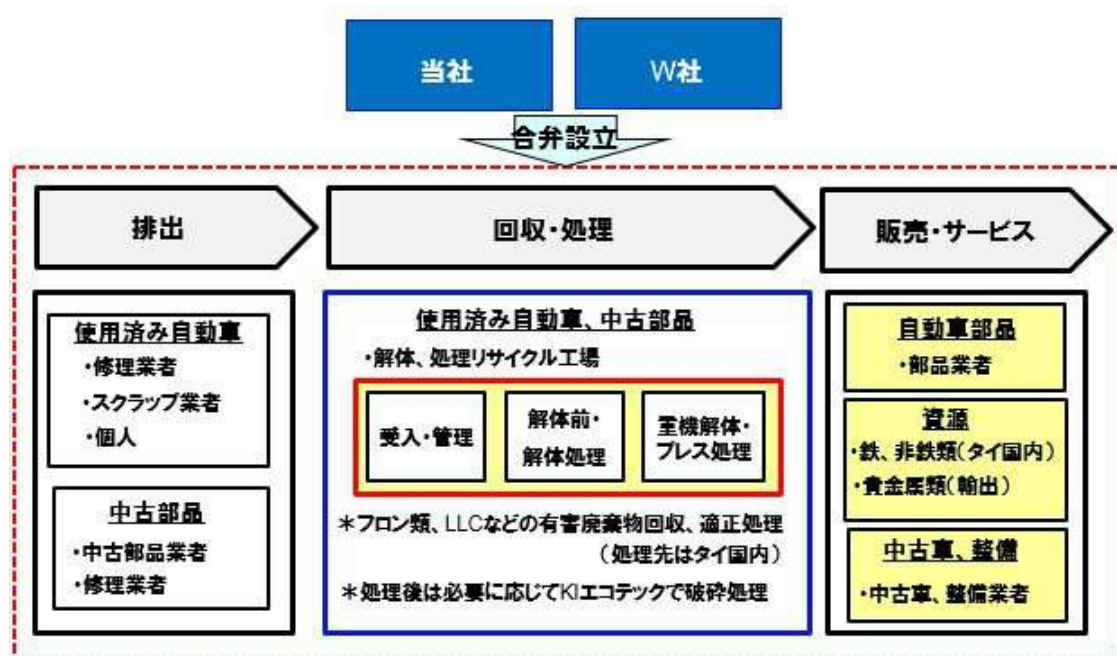 当社
W社
合弁設立
排出
回収・処理
販売・サービス
使用済み自動車
・修理業者
・スクラップ業者
・個人
中古部品
・中古部品業者
・修理業者
使用済み自動車、中古部品
・解体、処理リサイクル工場
受入・管理
解体前・
解体処理
重機解体・
プレス処理
＊フロン類、LLCなどの有害廃棄物回収、適正処理
（処理先はタイ国内）
＊処理後は必要に応じてKIエコテックで破砕処理
自動車部品
・部品業者
資源
・鉄、非鉄類（タイ国内）
・貴金属類（輸出）
中古車、整備
・中古車、整備業者